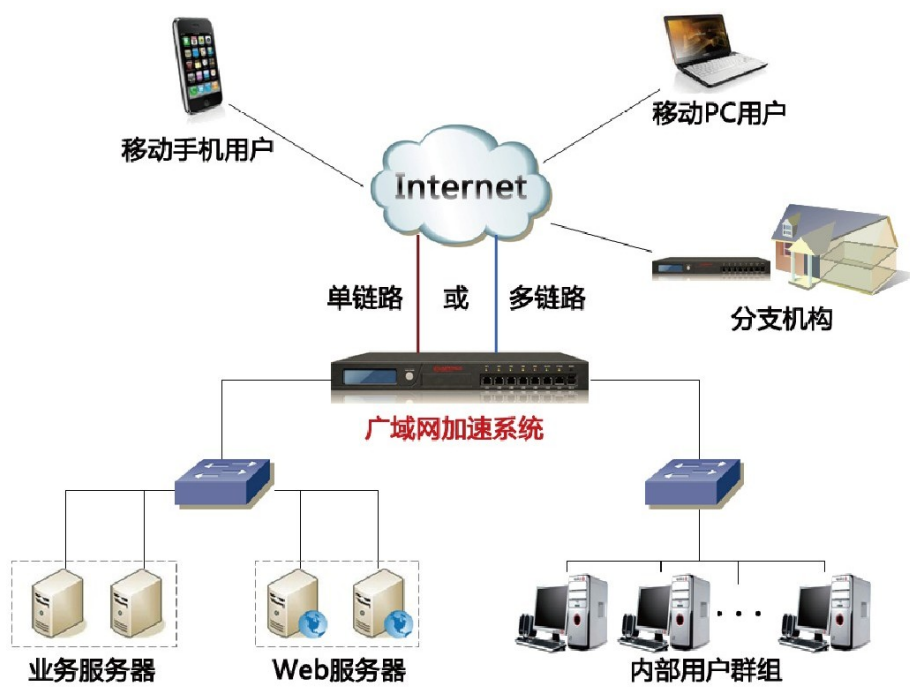 移动手机用户
移动PC用户
Internet
单链路 或 多链路
分支机构
广域网加速系统
业务服务器
Web服务器
内部用户群组